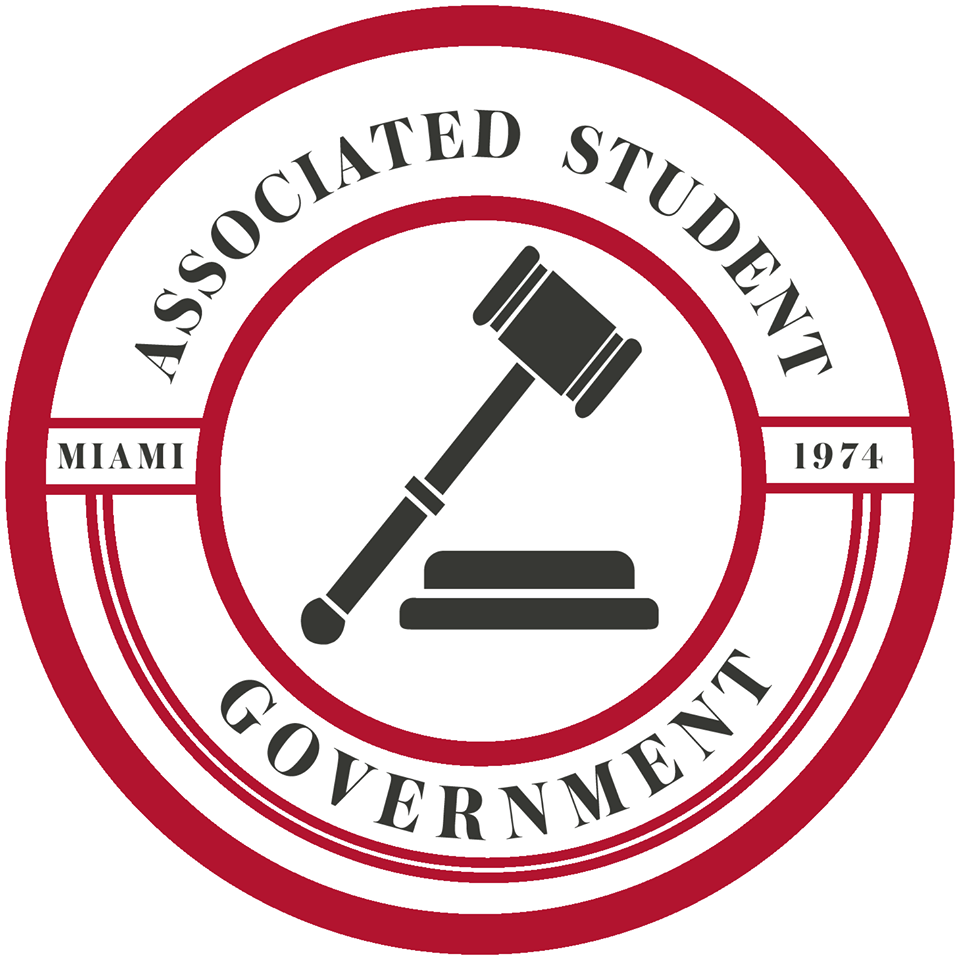 ASSOCIATED STUDENT
MIAMI
1974
GOVERNMENT